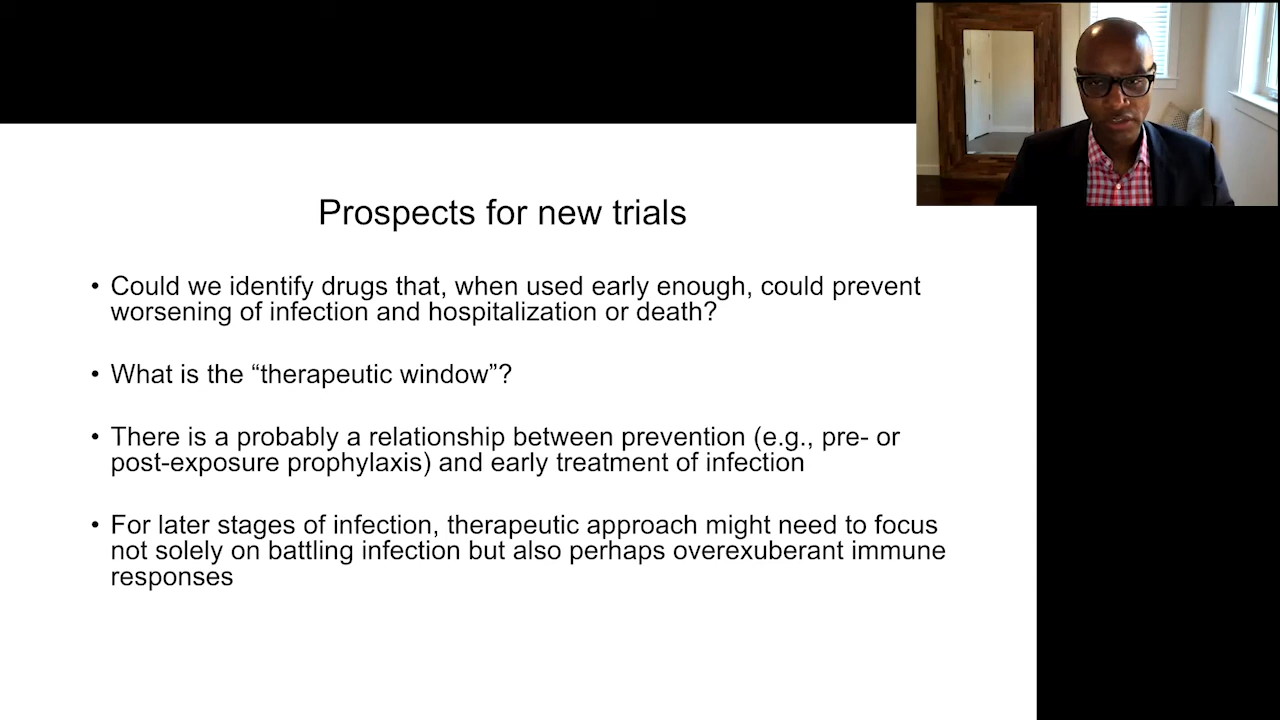 Prospects for new trials
• Could we identify drugs that, when used early enough, could prevent
worsening of infection and hospitalization or death?
• What is the “therapeutic window”?
• There is a probably a relationship between prevention (e.g., pre- or
post-exposure prophylaxis) and early treatment of infection
• For later stages of infection, therapeutic approach might need to focus
not solely on battling infection but also perhaps overexuberant immune
responses